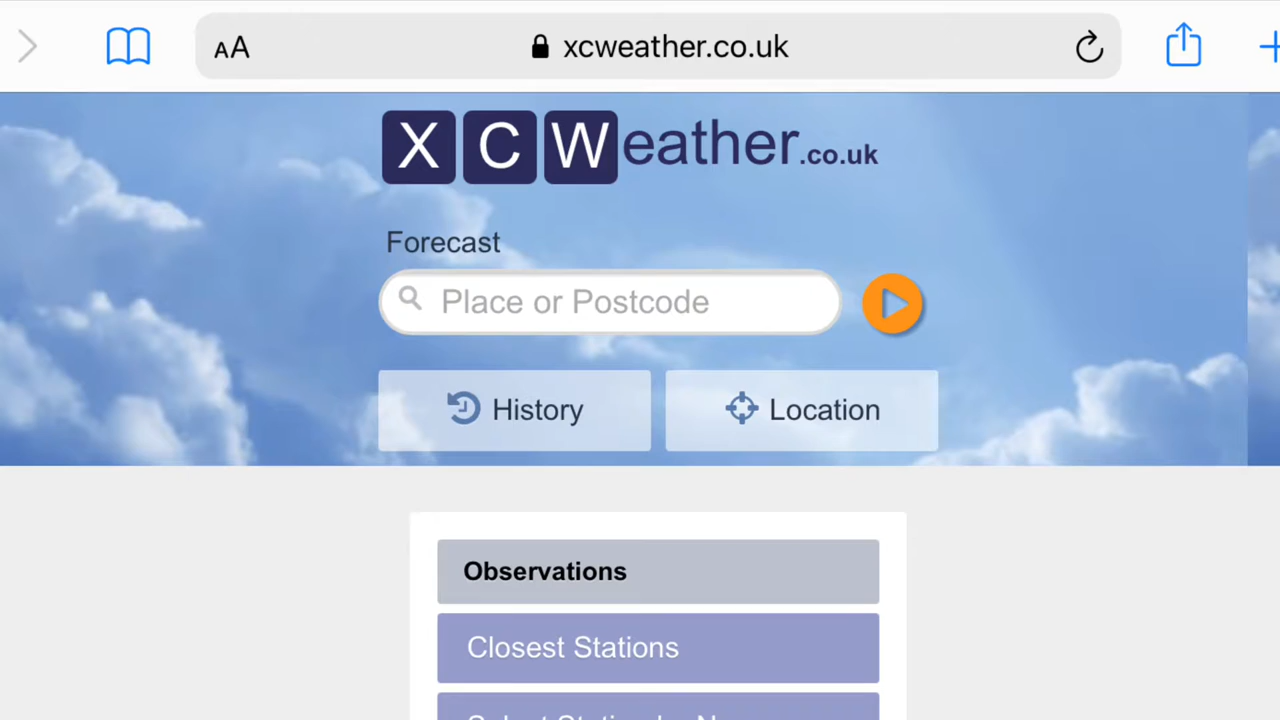 AA xcweather.co.uk
XCWeather.co.uk
Forecast
Place or Postcode
History Location
Observations
Closest Stations